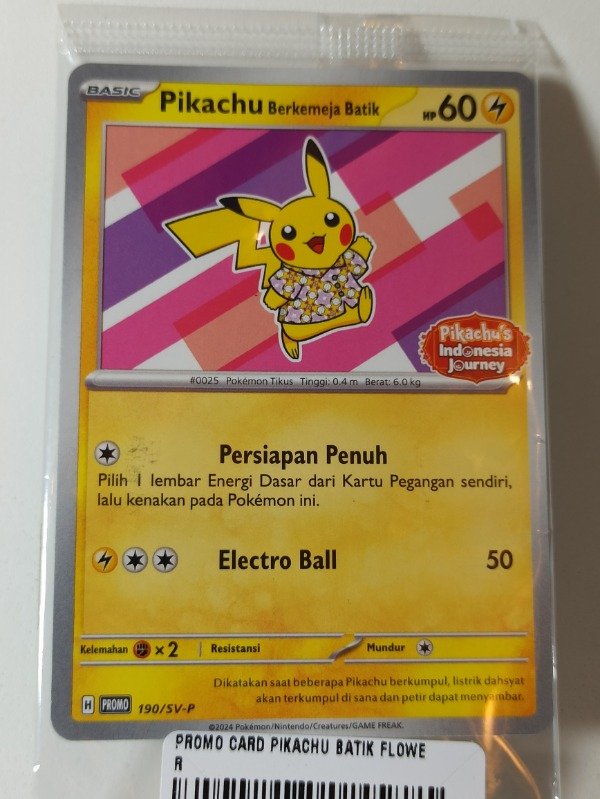 BASIC
Pikachu Berkemeja Batik HP 60
Pikachu's
Indonesia
Journey
#0025 Pokémon Tikus Tinggi: 0.4 m Berat: 6.0 kg
Persiapan Penuh
Pilih 1 lembar Energi Dasar dari Kartu Pegangan sendiri,
lalu kenakan pada Pokémon ini.
Electro Ball 50
Kelemahan ×2 Resistansi Mundur
Dikatakan saat beberapa Pikachu berkumpul, listrik dahsyat
akan terkumpul di sana dan petir dapat menyambar.
H PROMO 190/SV-P
©2024 Pokémon/Nintendo/Creatures/GAME FREAK.
PROMO CARD PIKACHU BATIK FLOWE
R